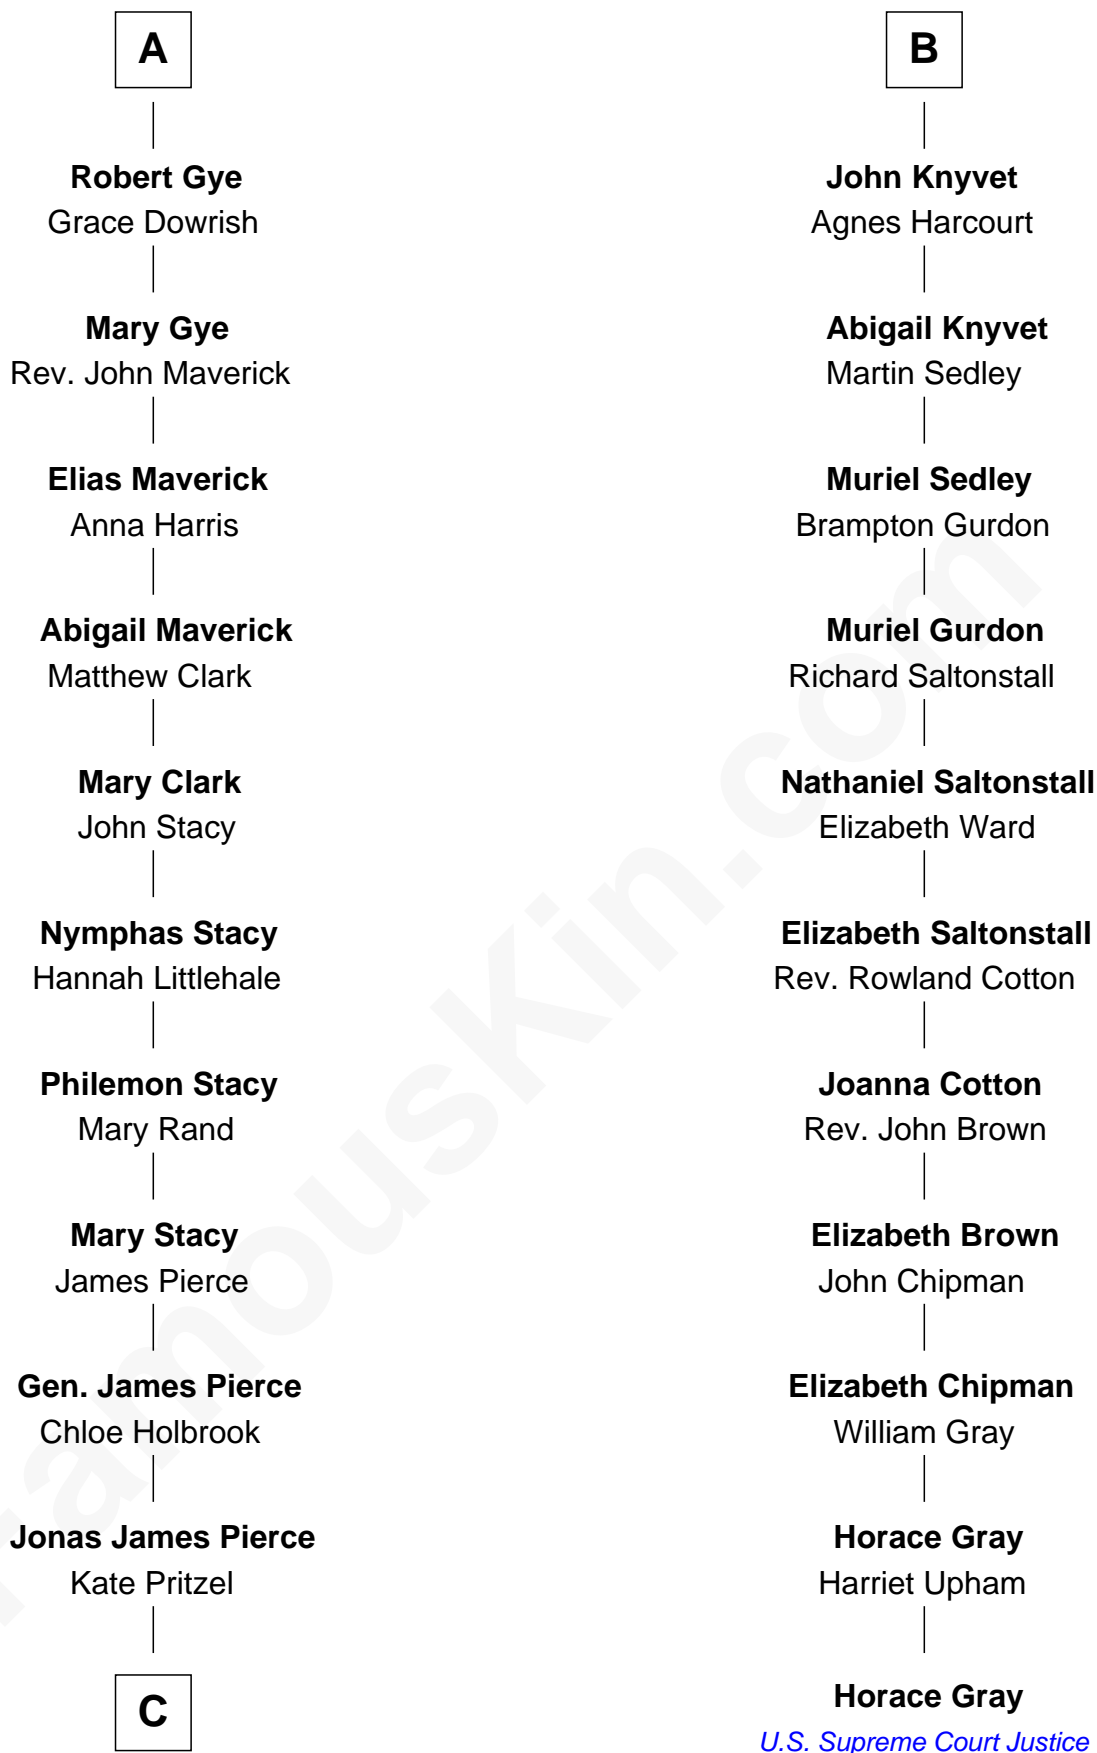 A
Robert Gye
Grace Dowrish
Mary Gye
Rev. John Maverick
Elias Maverick
Anna Harris
Abigail Maverick
Matthew Clark
Mary Clark
John Stacy
Nymphas Stacy
Hannah Littlehale
Philemon Stacy
Mary Rand
Mary Stacy
James Pierce
Gen. James Pierce
Chloe Holbrook
Jonas James Pierce
Kate Pritzel
C
B
John Knyvet
Agnes Harcourt
Abigail Knyvet
Martin Sedley
Muriel Sedley
Brampton Gurdon
Muriel Gurdon
Richard Saltonstall
Nathaniel Saltonstall
Elizabeth Ward
Elizabeth Saltonstall
Rev. Rowland Cotton
Joanna Cotton
Rev. John Brown
Elizabeth Brown
John Chipman
Elizabeth Chipman
William Gray
Horace Gray
Harriet Upham
Horace Gray
U.S. Supreme Court Justice
FamousKin.com